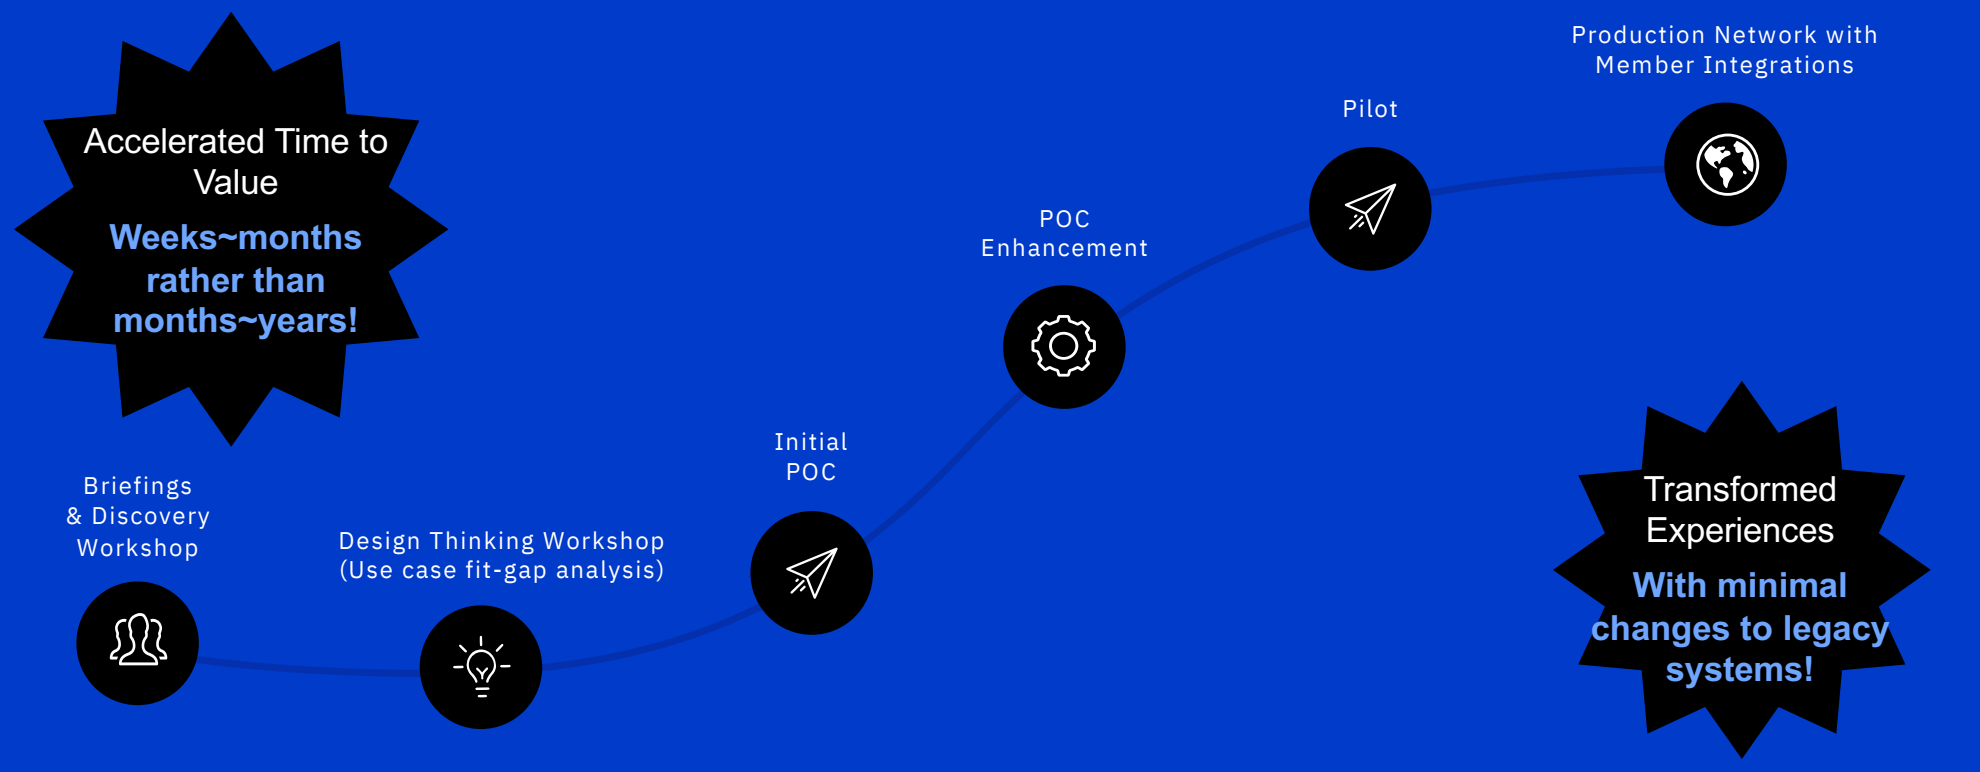 Accelerated Time to
Value
Weeks~months
rather than
months~years!
Briefings
& Discovery
Workshop
Design Thinking Workshop
(Use case fit-gap analysis)
Initial
POC
POC
Enhancement
Pilot
Production Network with
Member Integrations
Transformed
Experiences
With minimal
changes to legacy
systems!